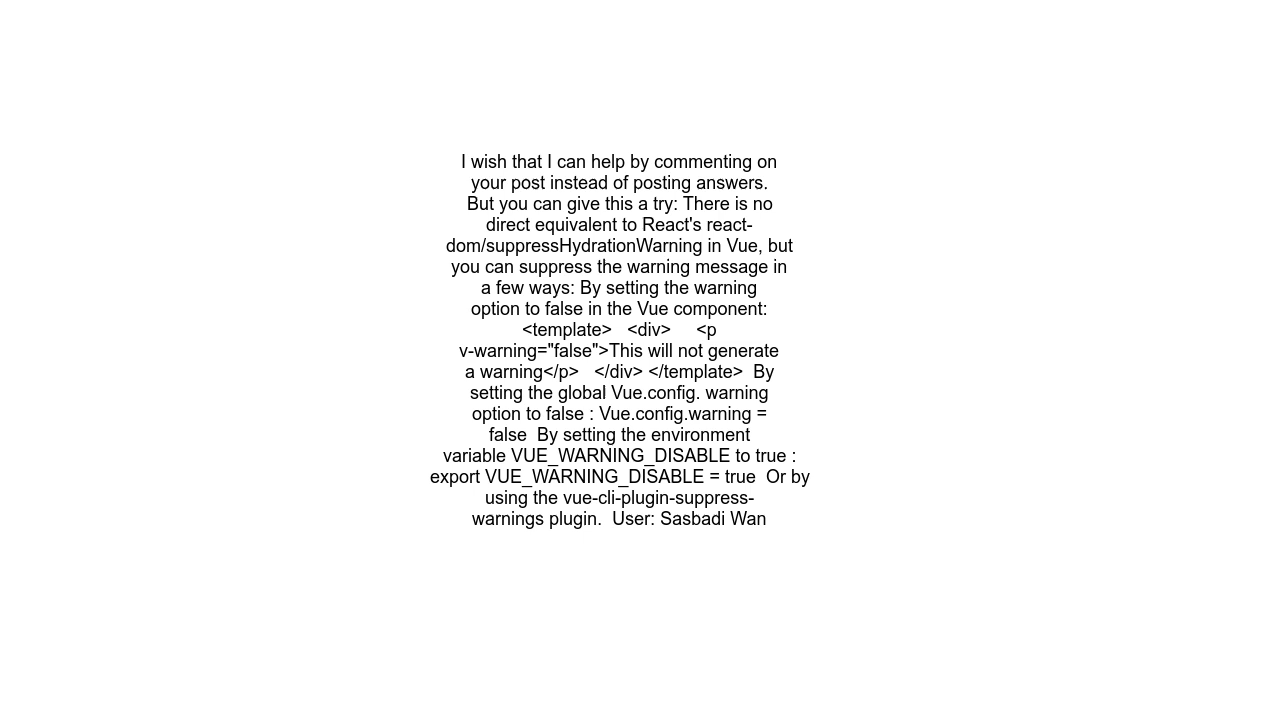 I wish that I can help by commenting on
your post instead of posting answers.
But you can give this a try: There is no
direct equivalent to React's react-
dom/suppressHydrationWarning in Vue, but
you can suppress the warning message in
a few ways: By setting the warning
option to false in the Vue component:
<template>   <div>     <p
v-warning="false">This will not generate
a warning</p>   </div> </template>  By
setting the global Vue.config. warning
option to false : Vue.config.warning =
false  By setting the environment
variable VUE_WARNING_DISABLE to true :
export VUE_WARNING_DISABLE = true  Or by
using the vue-cli-plugin-suppress-
warnings plugin.  User: Sasbadi Wan